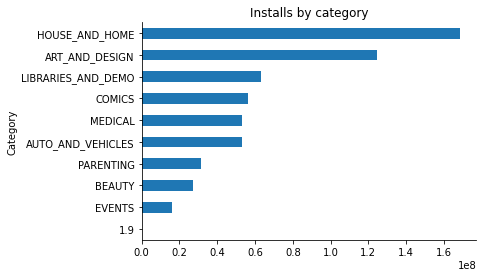 Installs by category
HOUSE_AND_HOME
ART_AND_DESIGN
LIBRARIES_AND_DEMO
COMICS
MEDICAL
AUTO_AND_VEHICLES
PARENTING
BEAUTY
EVENTS
1.9
Category
0.0 0.2 0.4 0.6 0.8 1.0 1.2 1.4 1.6
1e8